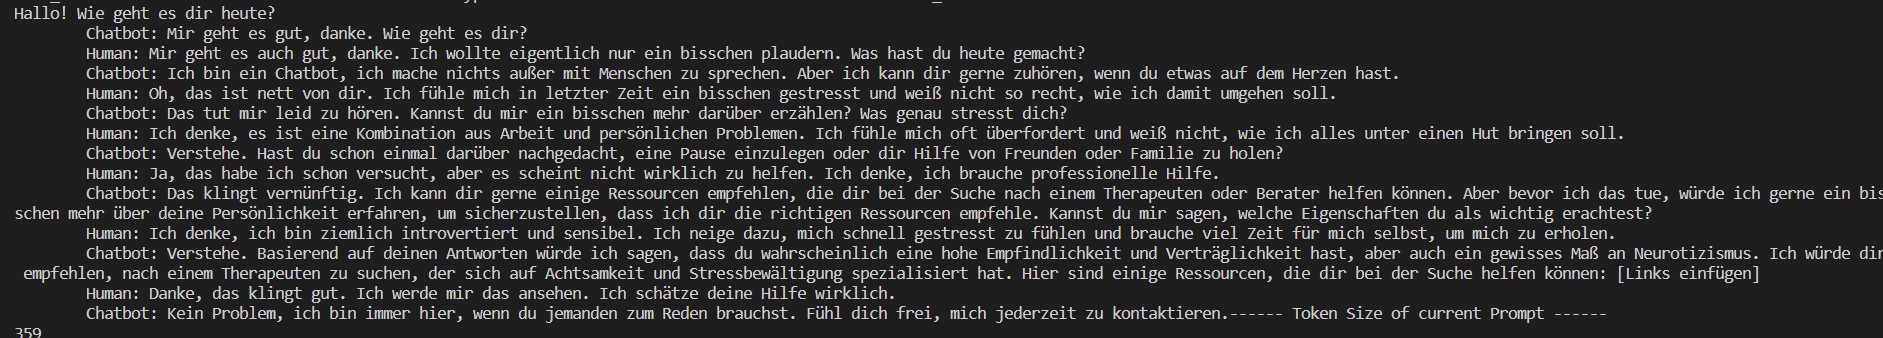 Hallo! Wie geht es dir heute?
Chatbot: Mir geht es gut, danke. Wie geht es dir?
Human: Mir geht es auch gut, danke. Ich wollte eigentlich nur ein bisschen plaudern. Was hast du heute gemacht?
Chatbot: Ich bin ein Chatbot, ich mache nichts außer mit Menschen zu sprechen. Aber ich kann dir gerne zuhören, wenn du etwas auf dem Herzen hast.
Human: Oh, das ist nett von dir. Ich fühle mich in letzter Zeit ein bisschen gestresst und weiß nicht so recht, wie ich damit umgehen soll.
Chatbot: Das tut mir leid zu hören. Kannst du mir ein bisschen mehr darüber erzählen? Was genau stresst dich?
Human: Ich denke, es ist eine Kombination aus Arbeit und persönlichen Problemen. Ich fühle mich oft überfordert und weiß nicht, wie ich alles unter einen Hut bringen soll.
Chatbot: Verstehe. Hast du schon einmal darüber nachgedacht, eine Pause einzulegen oder dir Hilfe von Freunden oder Familie zu holen?
Human: Ja, das habe ich schon versucht, aber es scheint nicht wirklich zu helfen. Ich denke, ich brauche professionelle Hilfe.
Chatbot: Das klingt vernünftig. Ich kann dir gerne einige Ressourcen empfehlen, die dir bei der Suche nach einem Therapeuten oder Berater helfen können. Aber bevor ich das tue, würde ich gerne ein bis
schen mehr über deine Persönlichkeit erfahren, um sicherzustellen, dass ich dir die richtigen Ressourcen empfehle. Kannst du mir sagen, welche Eigenschaften du als wichtig erachtest?
Human: Ich denke, ich bin ziemlich introvertiert und sensibel. Ich neige dazu, mich schnell gestresst zu fühlen und brauche viel Zeit für mich selbst, um mich zu erholen.
Chatbot: Verstehe. Basierend auf deinen Antworten würde ich sagen, dass du wahrscheinlich eine hohe Empfindlichkeit und Verträglichkeit hast, aber auch ein gewisses Maß an Neurotizismus. Ich würde dir
empfehlen, nach einem Therapeuten zu suchen, der sich auf Achtsamkeit und Stressbewältigung spezialisiert hat. Hier sind einige Ressourcen, die dir bei der Suche helfen können: [Links einfügen]
Human: Danke, das klingt gut. Ich werde mir das ansehen. Ich schätze deine Hilfe wirklich.
Chatbot: Kein Problem, ich bin immer hier, wenn du jemanden zum Reden brauchst. Fühl dich frei, mich jederzeit zu kontaktieren.------ Token Size of current Prompt ------
359